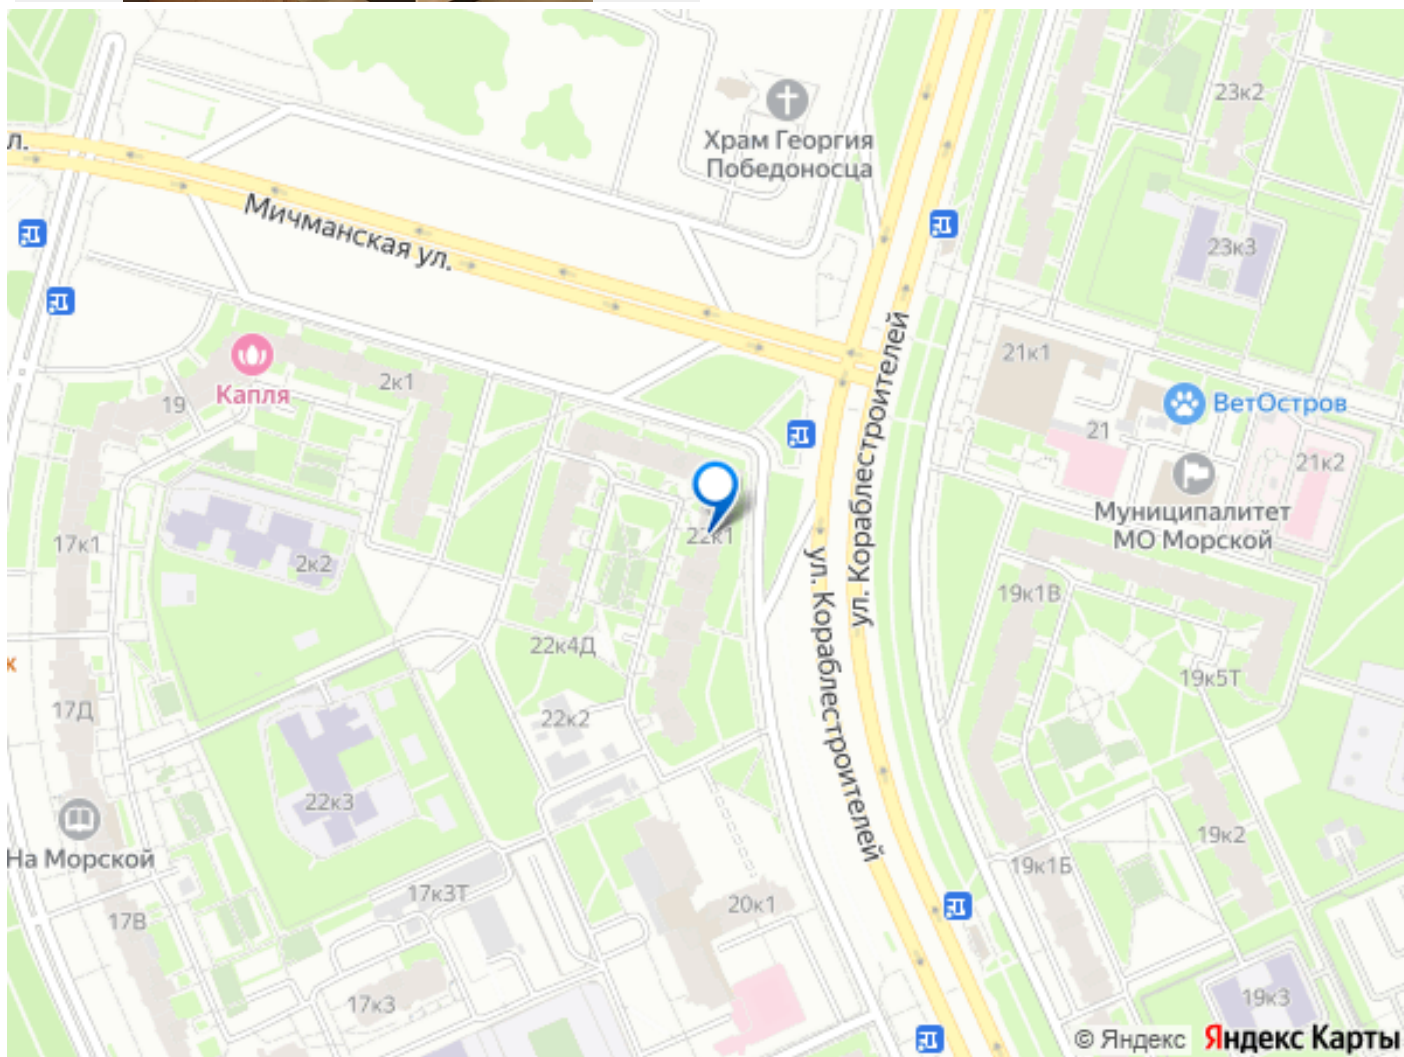 23к2
Храм Георгия
Победоносца
л.
Мичманская ул.
23к3
ул. Кораблестроителей
21к1
2к1
Капля
19
ВетОстров
21
21к2
Муниципалитет
МО Морской
22к1
17к1
2к2
ул. Кораблестроителей
19к1В
22к4Д
к
19к5Т
17Д
22к2
22к3
На Морской
19к2
19к1Б
17к3Т
20к1
17В
17к3
19к3
© Яндекс Яндекс Карты